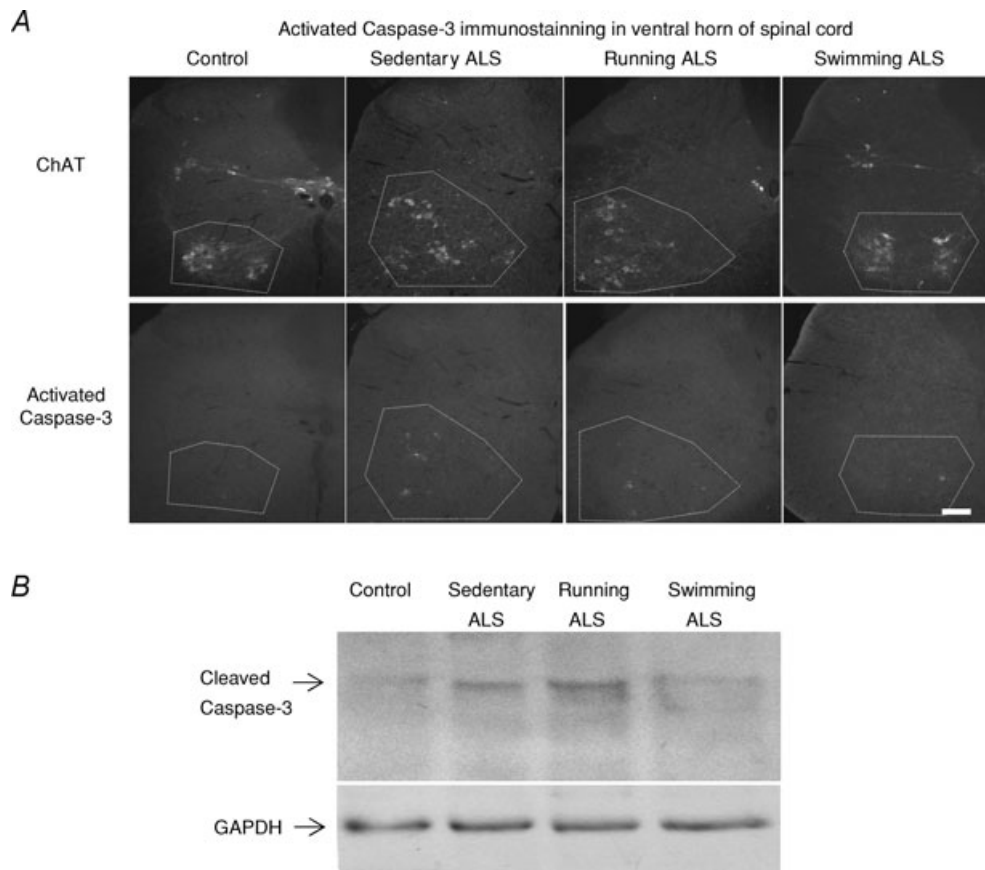 A
Activated Caspase-3 immunostainning in ventral horn of spinal cord
Control Sedentary ALS Running ALS Swimming ALS
ChAT
Activated
Caspase-3
B
Control Sedentary Running Swimming
ALS ALS ALS
Cleaved
Caspase-3
GAPDH